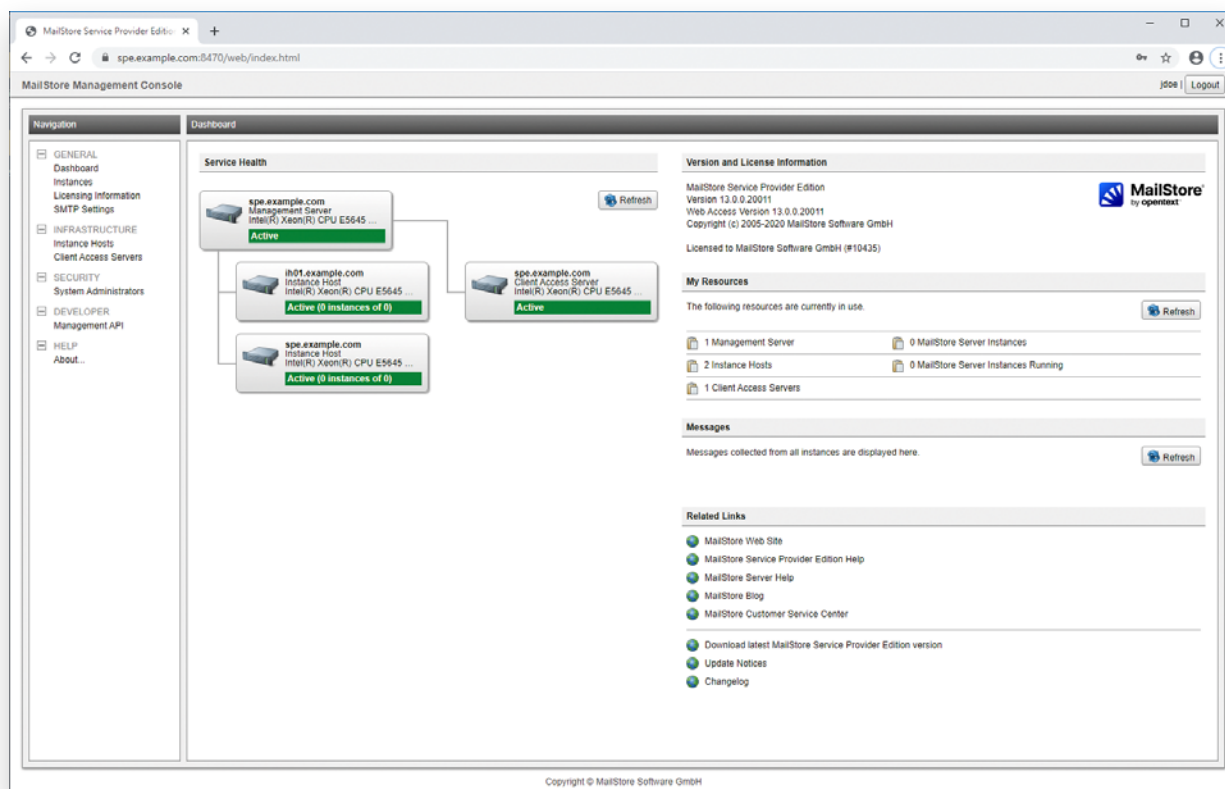 MailStore Service Provider Editio
spe.example.com:8470/web/index.html
MailStore Management Console
jdoe | Logout
Navigation
GENERAL
Dashboard
Instances
Licensing Information
SMTP Settings
INFRASTRUCTURE
Instance Hosts
Client Access Servers
SECURITY
System Administrators
DEVELOPER
Management API
HELP
About...
Dashboard
Service Health
Refresh
spe.example.com
Management Server
Intel(R) Xeon(R) CPU E5645 ...
Active
ih01.example.com
Instance Host
Intel(R) Xeon(R) CPU E5645 ...
Active (0 instances of 0)
spe.example.com
Client Access Server
Intel(R) Xeon(R) CPU E5645 ...
Active
spe.example.com
Instance Host
Intel(R) Xeon(R) CPU E5645 ...
Active (0 instances of 0)
Version and License Information
MailStore Service Provider Edition
Version 13.0.0.20011
Web Access Version 13.0.0.20011
Copyright (c) 2005-2020 MailStore Software GmbH
Licensed to MailStore Software GmbH (#10435)
MailStore
by opentext
My Resources
The following resources are currently in use.
Refresh
1 Management Server
0 MailStore Server Instances
2 Instance Hosts
0 MailStore Server Instances Running
1 Client Access Servers
Messages
Messages collected from all instances are displayed here.
Refresh
Related Links
MailStore Web Site
MailStore Service Provider Edition Help
MailStore Server Help
MailStore Blog
MailStore Customer Service Center
Download latest MailStore Service Provider Edition version
Update Notices
Changelog
Copyright © MailStore Software GmbH